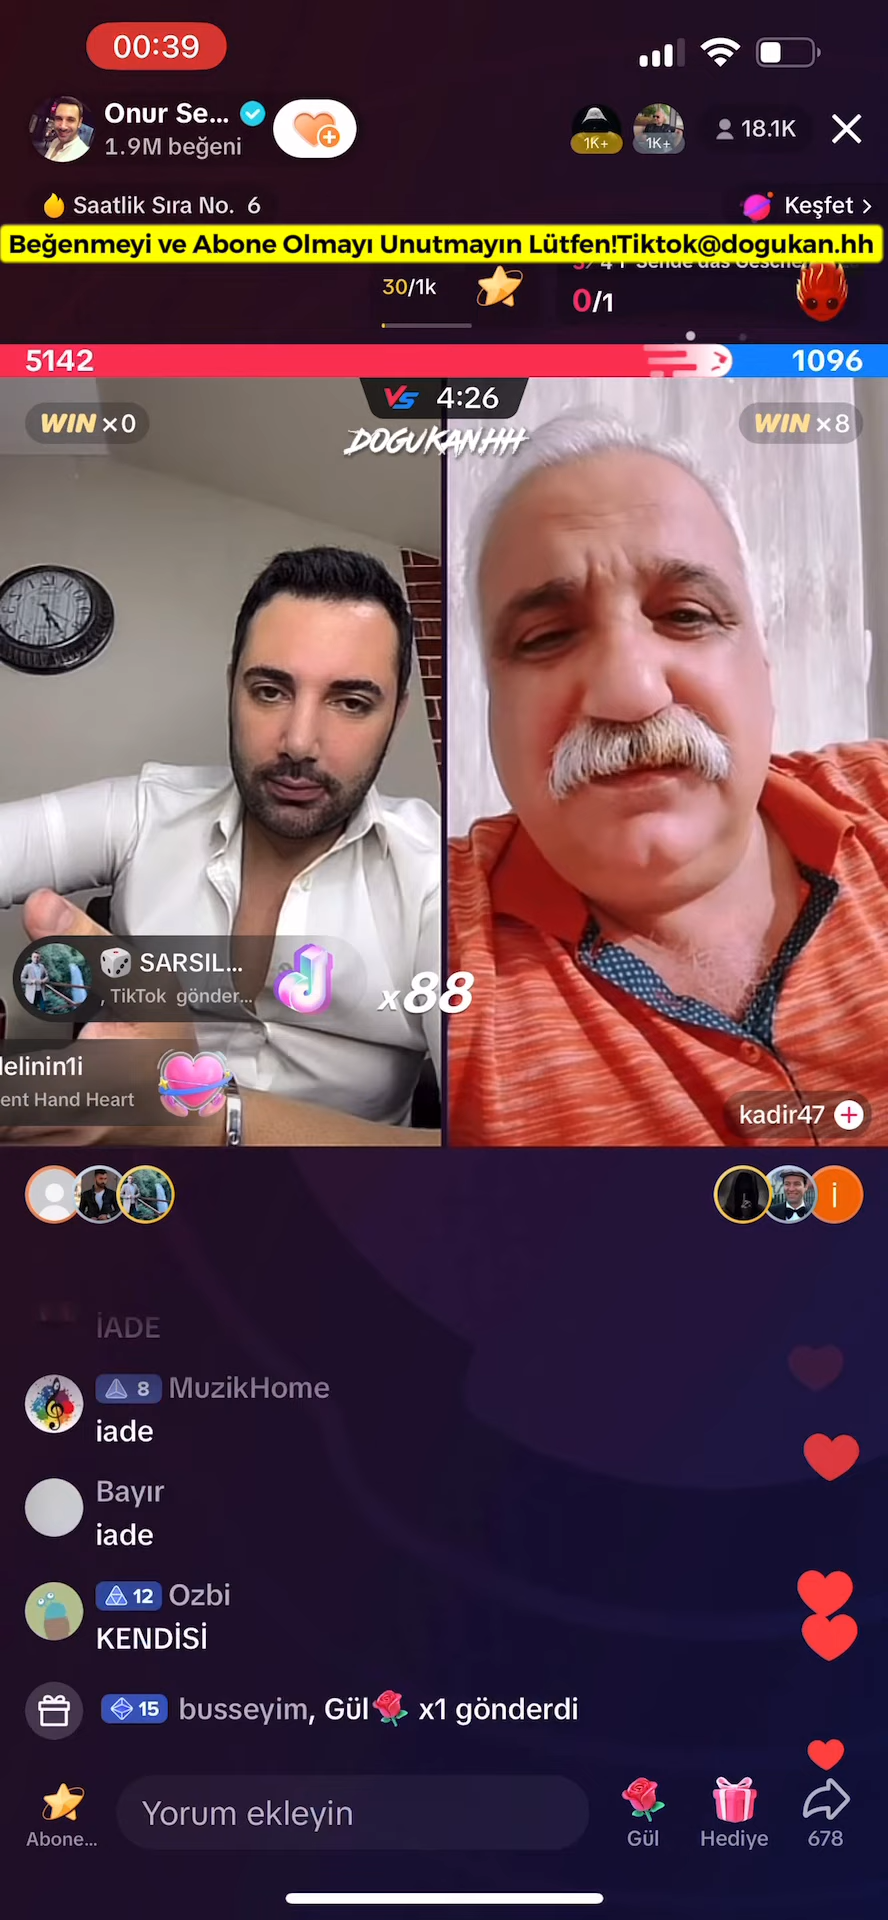 00:39
Onur Se...
1.9M beğeni
1K+
1K+
18.1K
Saatlik Sıra No. 6
Keşfet >
Beğenmeyi ve Abone Olmayı Unutmayın Lütfen!Tiktok@dogukan.hh
30/1k
0/1
5142
1096
VS 4:26
WIN x0
WIN x8
DOGUKAN.HH
SARSIL...
, TikTok gönder...
x88
elinin1i
ent Hand Heart
kadir47
i
İADE
8 MuzikHome
iade
Bayır
iade
12 Ozbi
KENDİSİ
15 busseyim, Gül x1 gönderdi
Abone...
Yorum ekleyin
Gül
Hediye
678